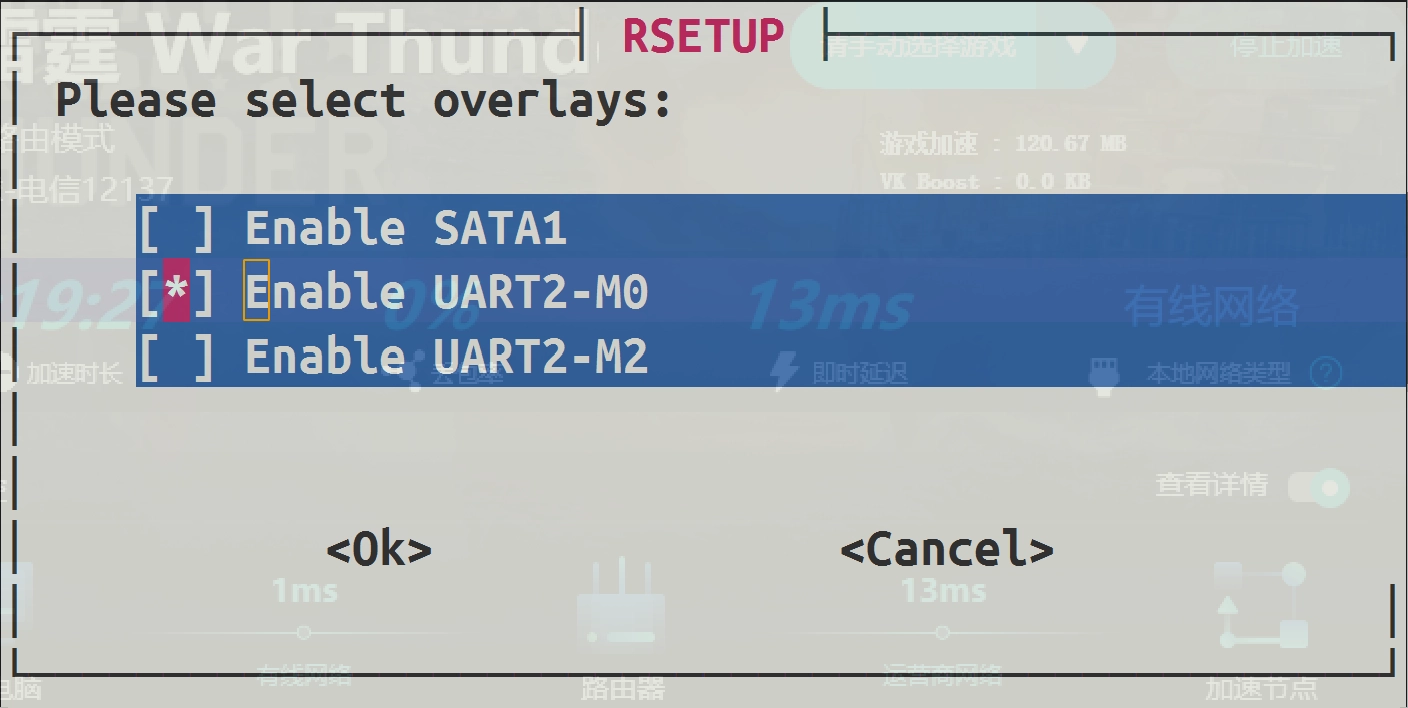 RSETUP
雷霆 War Thund
请手动选择游戏
停止加速
Please select overlays:
路由模式
游戏加速 : 120.67 MB
电信12137
VK Boost : 0.0 KB
[ ] Enable SATA1
[*] Enable UART2-M0
19:27
0%
13ms
有线网络
[ ] Enable UART2-M2
加速时长
丢包率
即时延迟
本地网络类型 ?
查看详情
<Ok>
<Cancel>
1ms
13ms
有线网络
运营商网络
电脑
路由器
加速节点